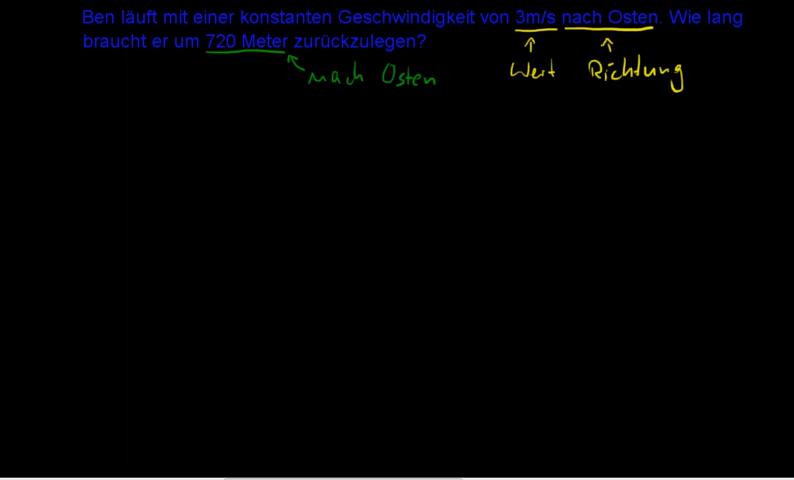 Ben läuft mit einer konstanten Geschwindigkeit von 3m/s nach Osten. Wie lang
braucht er um 720 Meter zurückzulegen?
nach Osten
Wert Richtung